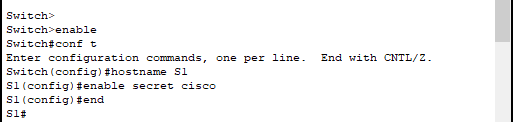 Switch>
Switch>enable
Switch#conf t
Enter configuration commands, one per line.  End with CNTL/Z.
Switch(config)#hostname S1
S1(config)#enable secret cisco
S1(config)#end
S1#